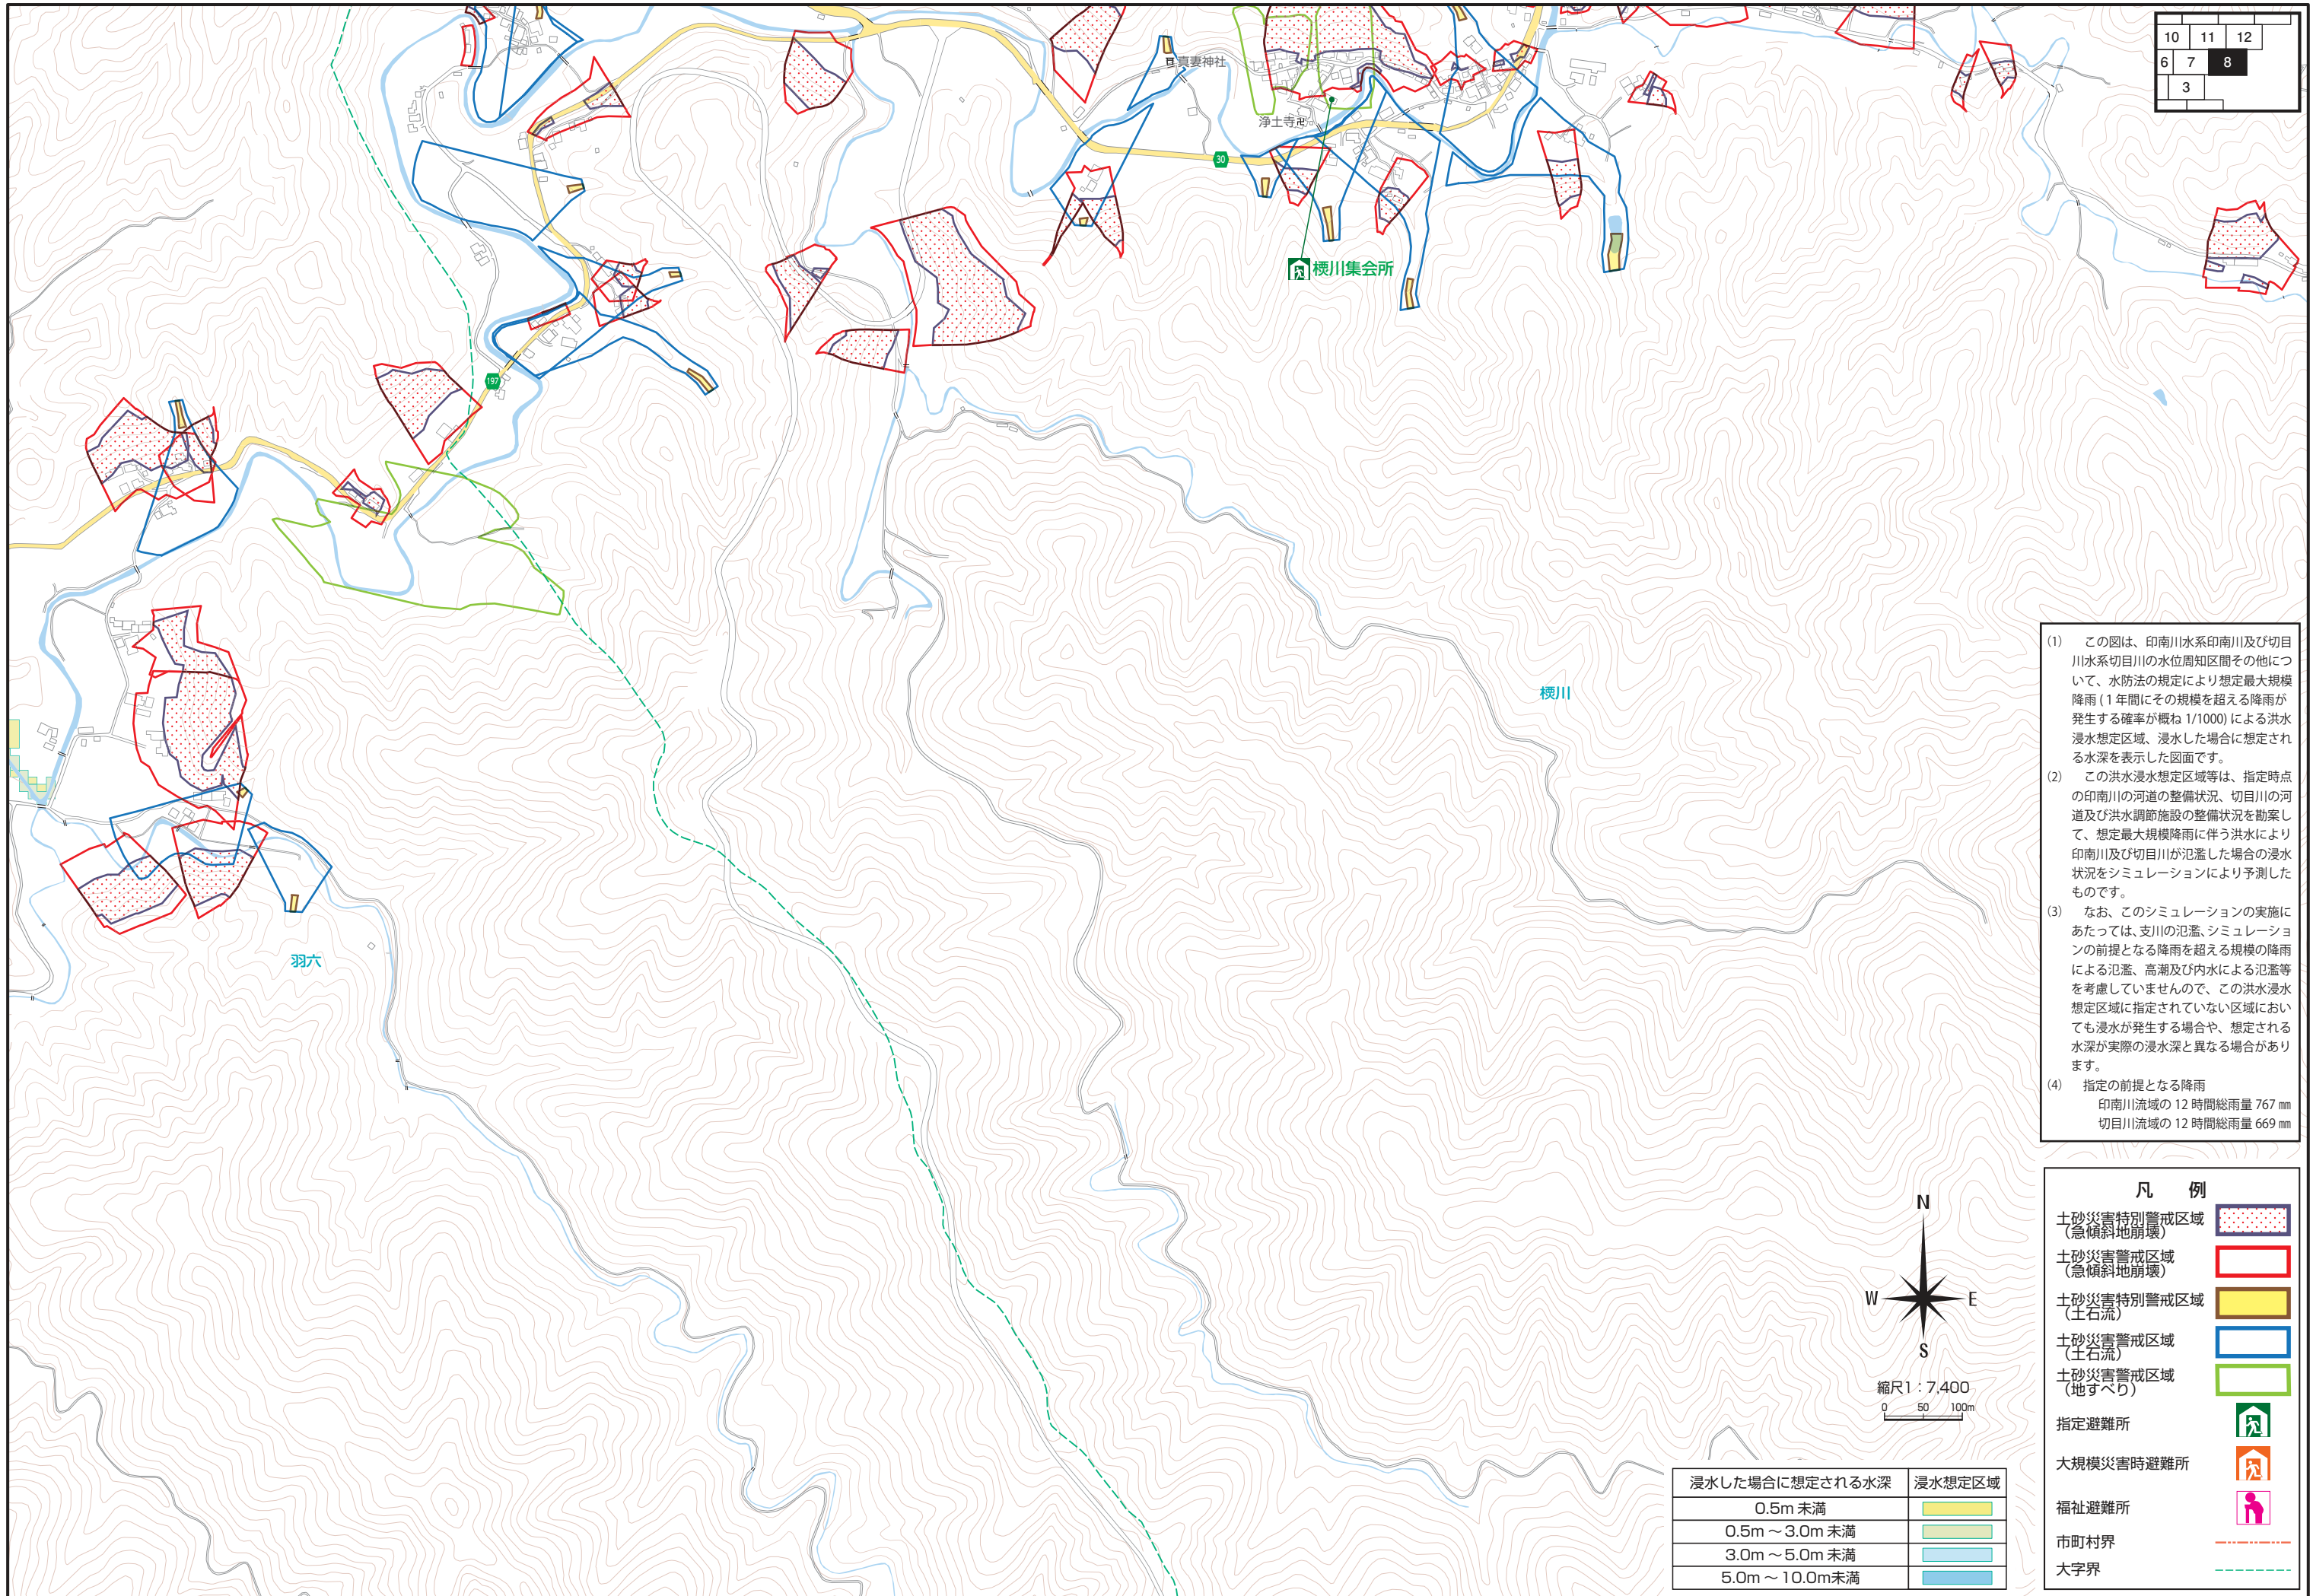 10 11 12
6 7 8
3
真妻神社
浄土寺
30
樮川集会所
197
樮川
羽六
(1) この図は、印南川水系印南川及び切目
川水系切目川の水位周知区間その他につ
いて、水防法の規定により想定最大規模
降雨 ( 1 年間にその規模を超える降雨が
発生する確率が概ね 1/1000) による洪水
浸水想定区域、浸水した場合に想定され
る水深を表示した図面です。
(2) この洪水浸水想定区域等は、指定時点
の印南川の河道の整備状況、切目川の河
道及び洪水調節施設の整備状況を勘案し
て、想定最大規模降雨に伴う洪水により
印南川及び切目川が氾濫した場合の浸水
状況をシミュレーションにより予測した
ものです。
(3) なお、このシミュレーションの実施に
あたっては、支川の氾濫、シミュレーショ
ンの前提となる降雨を超える規模の降雨
による氾濫、高潮及び内水による氾濫等
を考慮していませんので、この洪水浸水
想定区域に指定されていない区域におい
ても浸水が発生する場合や、想定される
水深が実際の浸水深と異なる場合があり
ます。
(4) 指定の前提となる降雨
印南川流域の 12 時間総雨量 767 ㎜
切目川流域の 12 時間総雨量 669 ㎜
N
W E
S
縮尺1：7,400
0 50 100m
凡 例
土砂災害特別警戒区域
（急傾斜地崩壊）
土砂災害警戒区域
（急傾斜地崩壊）
土砂災害特別警戒区域
（土石流）
土砂災害警戒区域
（土石流）
土砂災害警戒区域
（地すべり）
指定避難所
大規模災害時避難所
福祉避難所
市町村界
大字界
浸水した場合に想定される水深 浸水想定区域
0.5m 未満
0.5m ～ 3.0m 未満
3.0m ～ 5.0m 未満
5.0m ～ 10.0m未満